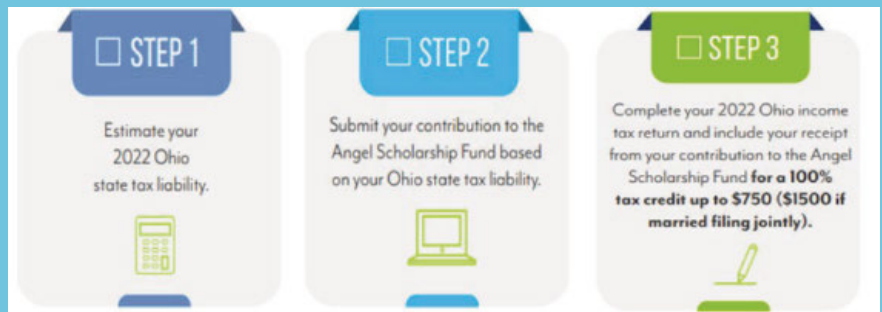 STEP 1
Estimate your
2022 Ohio
state tax liability.
STEP 2
Submit your contribution to the
Angel Scholarship Fund based
on your Ohio state tax liability.
STEP 3
Complete your 2022 Ohio income
tax return and include your receipt
from your contribution to the Angel
Scholarship Fund for a 100%
tax credit up to $750 ($1500 if
married filing jointly).